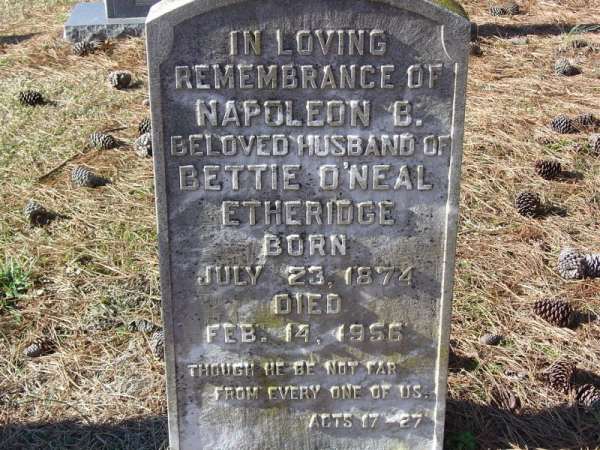 IN LOVING
REMEMBRANCE OF
NAPOLEON B.
BELOVED HUSBAND OF
BETTIE O'NEAL
ETHERIDGE
BORN
JULY 23, 1874
DIED
FEB. 14, 1956
THOUGH HE BE NOT FAR
FROM EVERY ONE OF US.
ACTS 17-27